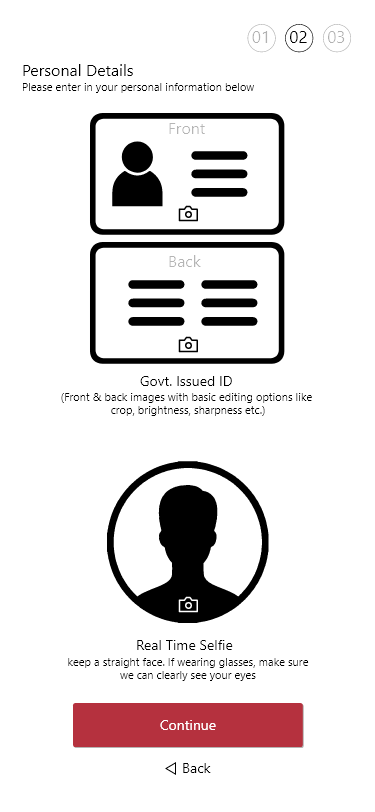 01 02 03
Personal Details
Please enter in your personal information below
Front
Back
Govt. Issued ID
(Front & back images with basic editing options like
crop, brightness, sharpness etc.)
Real Time Selfie
keep a straight face. If wearing glasses, make sure
we can clearly see your eyes
Continue
Back